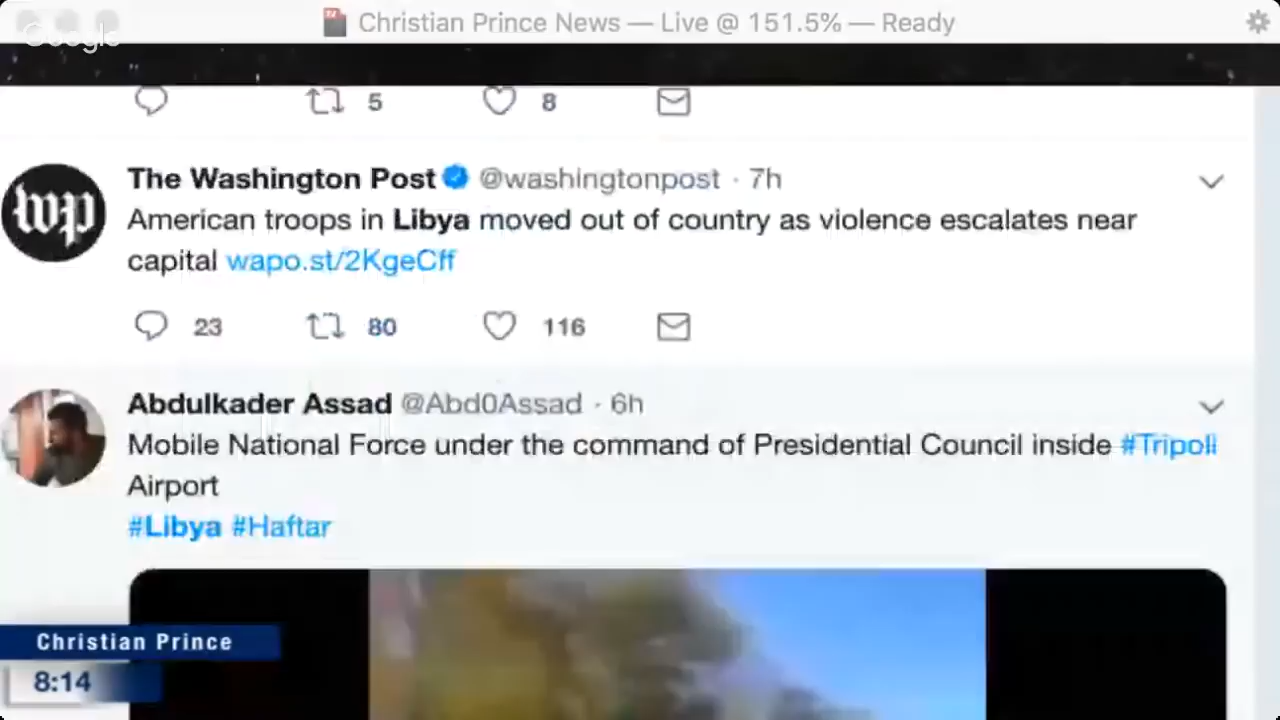 Christian Prince News — Live @ 151.5% — Ready
Google
5 8
The Washington Post @washingtonpost · 7h
American troops in Libya moved out of country as violence escalates near
capital wapo.st/2KgeCff
wp
23 80 116
Abdulkader Assad @Abd0Assad · 6h
Mobile National Force under the command of Presidential Council inside #Tripoli
Airport
#Libya #Haftar
Christian Prince
8:14